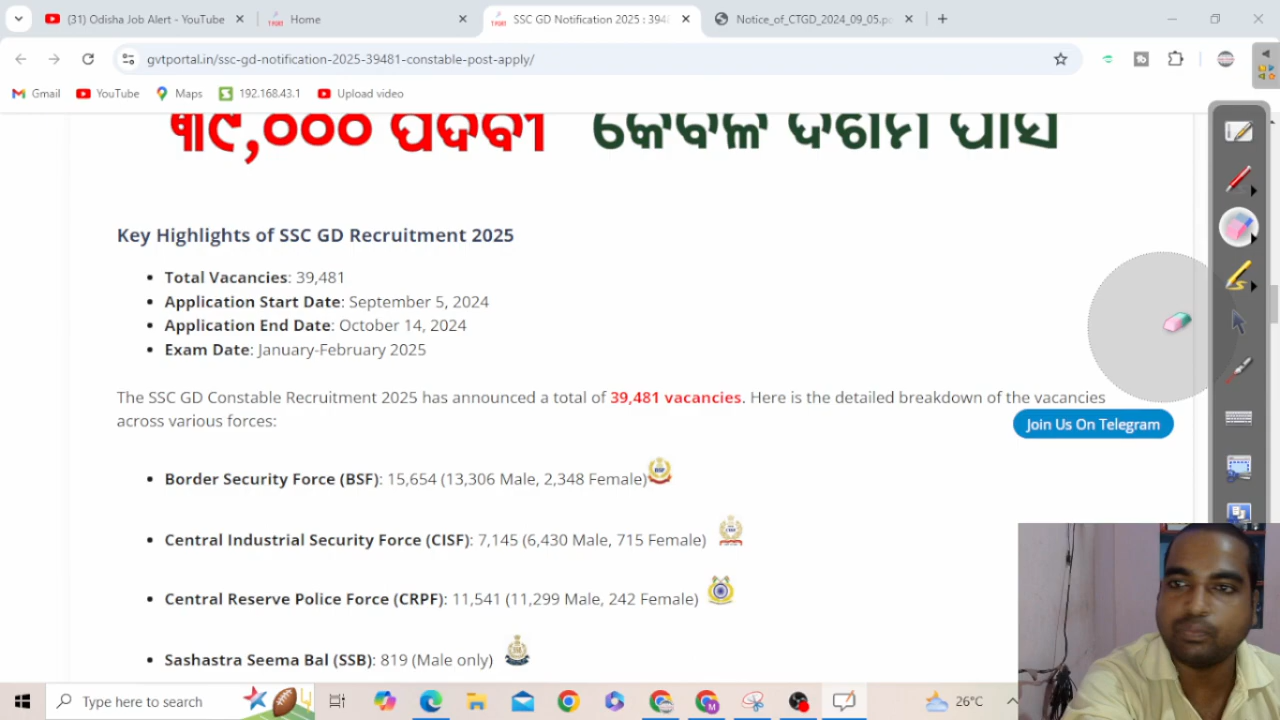 (31) Odisha Job Alert - YouTube
Home
SSC GD Notification 2025 : 3948
Notice_of_CTGD_2024_09_05.p
gvtportal.in/ssc-gd-notification-2025-39481-constable-post-apply/
Gmail
YouTube
Maps
192.168.43.1
Upload video
୩୯,୦୦୦ ପଦବୀ କେବଳ ଦଶମ ପାସ
Key Highlights of SSC GD Recruitment 2025
• Total Vacancies: 39,481
• Application Start Date: September 5, 2024
• Application End Date: October 14, 2024
• Exam Date: January-February 2025
The SSC GD Constable Recruitment 2025 has announced a total of 39,481 vacancies. Here is the detailed breakdown of the vacancies
across various forces:
Join Us On Telegram
• Border Security Force (BSF): 15,654 (13,306 Male, 2,348 Female)
• Central Industrial Security Force (CISF): 7,145 (6,430 Male, 715 Female)
• Central Reserve Police Force (CRPF): 11,541 (11,299 Male, 242 Female)
• Sashastra Seema Bal (SSB): 819 (Male only)
Type here to search
26°C